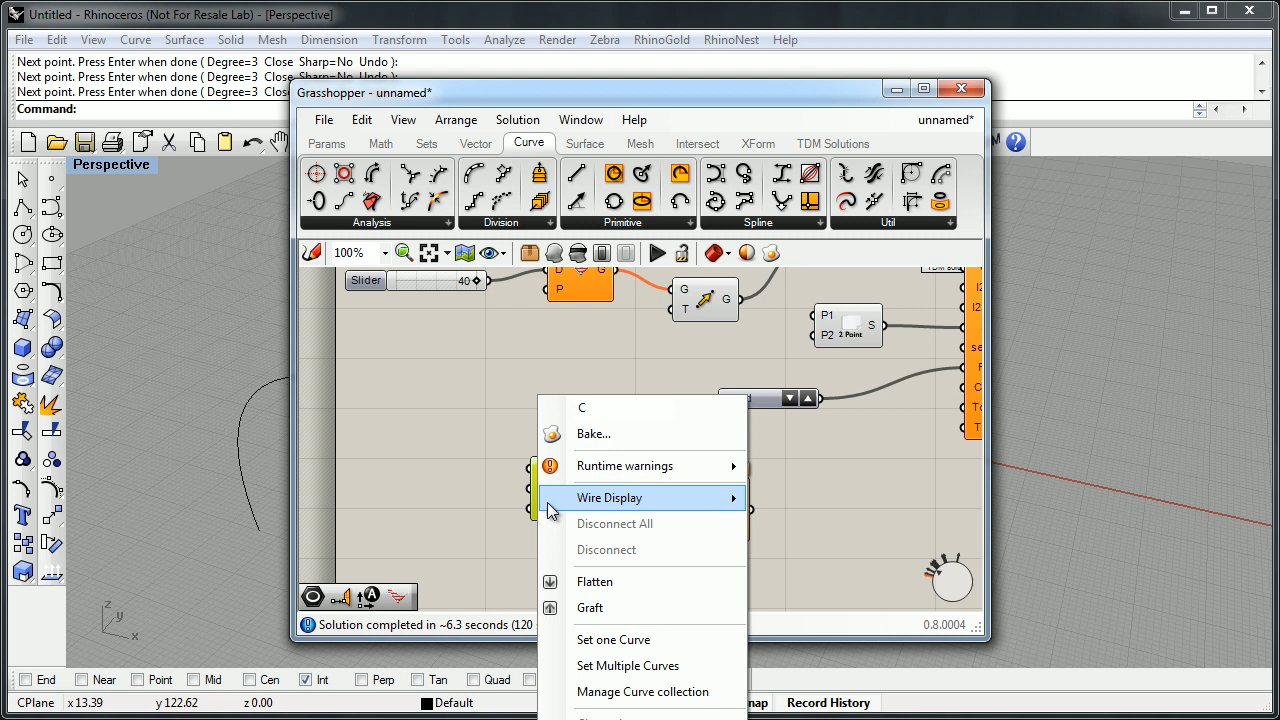 Untitled - Rhinoceros (Not For Resale Lab) - [Perspective]
File Edit View Curve Surface Solid Mesh Dimension Transform Tools Analyze Render Zebra RhinoGold RhinoNest Help
Next point. Press Enter when done ( Degree=3 Close Sharp=No Undo ):
Next point. Press Enter when done ( Degree=3 Close Sharp=No Undo ):
Next point. Press Enter when done ( Degree=3 Close
Command:
Perspective
Grasshopper - unnamed*
File Edit View Arrange Solution Window Help unnamed*
Params Math Sets Vector Curve Surface Mesh Intersect XForm TDM Solutions
Analysis Division Primitive Spline Util
100%
Slider 40
D G
P
G G
T
P1 S
P2 2 Point
C
Bake...
Runtime warnings
Wire Display
Disconnect All
Disconnect
Flatten
Graft
Set one Curve
Set Multiple Curves
Manage Curve collection
Solution completed in ~6.3 seconds (120
0.8.0004
z y x
End Near Point Mid Cen Int Perp Tan Quad
CPlane x 13.39 y 122.62 z 0.00 Default Record History